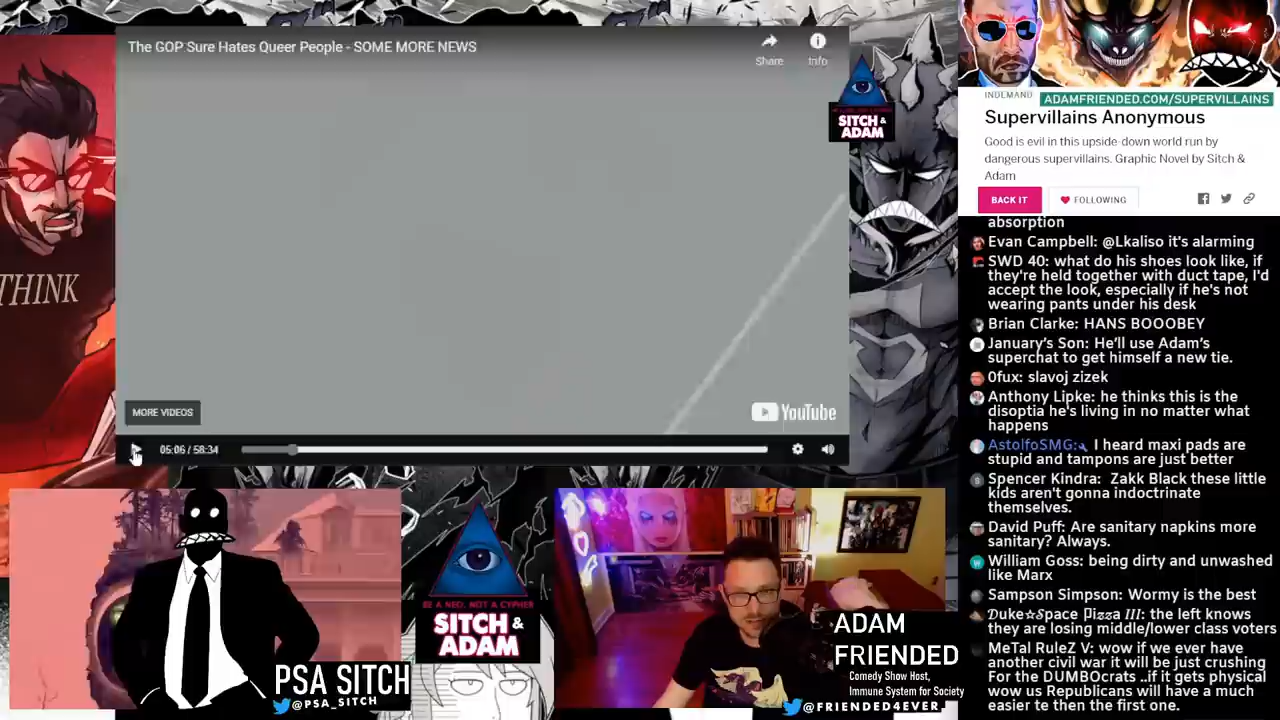 The GOP Sure Hates Queer People - SOME MORE NEWS
Share
Info
SITCH &
ADAM
THINK
MORE VIDEOS
YouTube
05:06 / 58:34
BE A NEO, NOT A CYPHER
SITCH &
ADAM
PSA SITCH
@PSA_SITCH
ADAM
FRIENDED
Comedy Show Host,
Immune System for Society
@FRIENDED4EVER
INDEMAND
ADAMFRIENDED.COM/SUPERVILLAINS
Supervillains Anonymous
Good is evil in this upside-down world run by
dangerous supervillains. Graphic Novel by Sitch &
Adam
BACK IT
FOLLOWING
absorption
Evan Campbell: @Lkaliso it's alarming
SWD 40: what do his shoes look like, if
they're held together with duct tape, I'd
accept the look, especially if he's not
wearing pants under his desk
Brian Clarke: HANS BOOOBEY
January's Son: He'll use Adam's
superchat to get himself a new tie.
0fux: slavoj zizek
Anthony Lipke: he thinks this is the
disoptia he's living in no matter what
happens
AstolfoSMG: I heard maxi pads are
stupid and tampons are just better
Spencer Kindra: Zakk Black these little
kids aren't gonna indoctrinate
themselves.
David Puff: Are sanitary napkins more
sanitary? Always.
William Goss: being dirty and unwashed
like Marx
Sampson Simpson: Wormy is the best
Duke☆Space Pizza III: the left knows
they are losing middle/lower class voters
MeTal RuleZ V: wow if we ever have
another civil war it will be just crushing
For the DUMBOcrats ..if it gets physical
wow us Republicans will have a much
easier te then the first one.